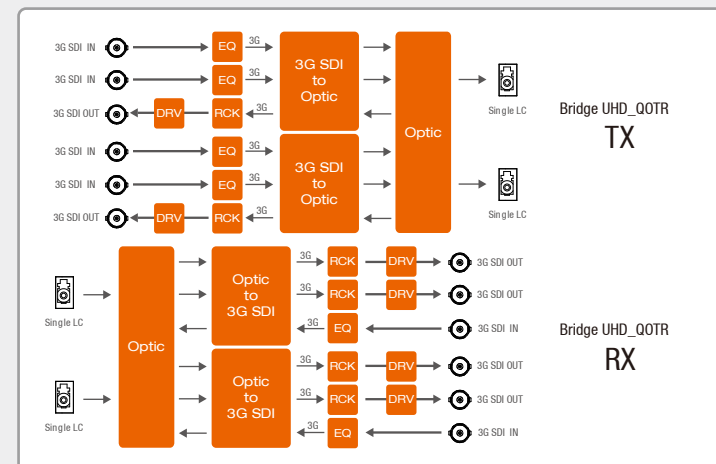 3G SDI IN
EQ
3G
3G SDI IN
EQ
3G
3G SDI OUT
DRV
RCK
3G
3G SDI
to
Optic
3G SDI IN
EQ
3G
3G SDI IN
EQ
3G
3G SDI OUT
DRV
RCK
3G
3G SDI
to
Optic
Optic
Single LC
Single LC
Bridge UHD_QOTR
TX
Single LC
Single LC
Optic
Optic
to
3G SDI
3G
RCK
DRV
3G SDI OUT
3G
RCK
DRV
3G SDI OUT
3G
EQ
3G SDI IN
Optic
to
3G SDI
3G
RCK
DRV
3G SDI OUT
3G
RCK
DRV
3G SDI OUT
3G
EQ
3G SDI IN
Bridge UHD_QOTR
RX